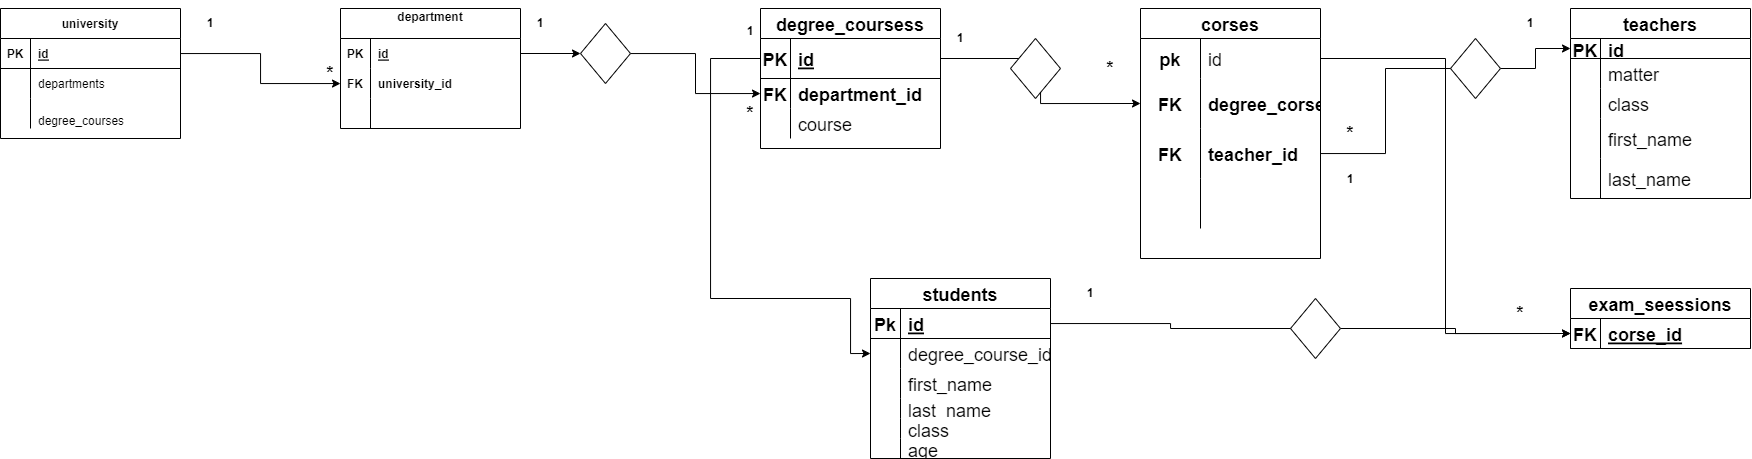 university
PK id
departments
degree_courses
1
*
department
PK id
FK university_id
1
1
*
degree_coursess
PK id
FK department_id
course
1
*
corses
pk id
FK degree_corse
FK teacher_id
*
1
1
teachers
PK id
matter
class
first_name
last_name
students
Pk id
degree_course_id
first_name
last_name
class
age
1
*
exam_seessions
FK corse_id